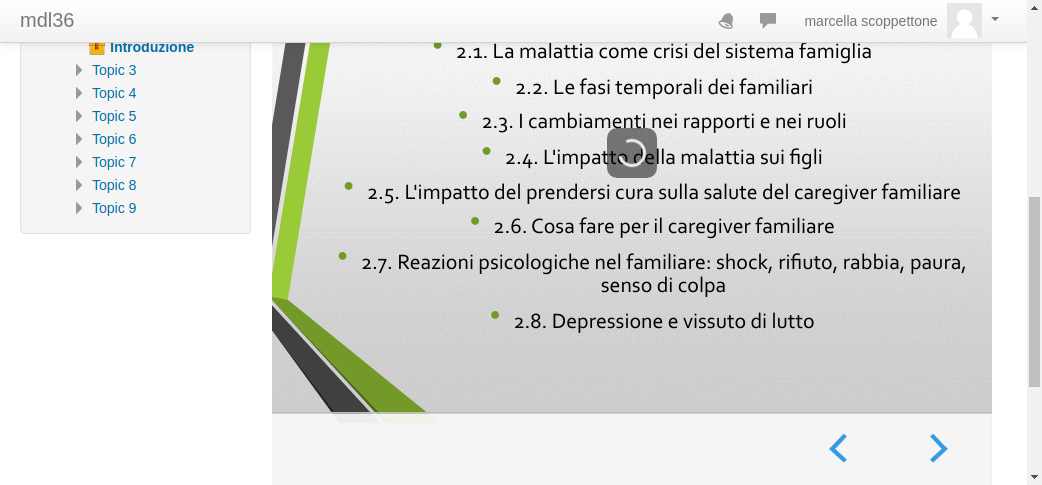 mdl36
marcella scoppettone
Introduzione
Topic 3
Topic 4
Topic 5
Topic 6
Topic 7
Topic 8
Topic 9
2.1. La malattia come crisi del sistema famiglia
2.2. Le fasi temporali dei familiari
2.3. I cambiamenti nei rapporti e nei ruoli
2.4. L'impatto della malattia sui figli
2.5. L'impatto del prendersi cura sulla salute del caregiver familiare
2.6. Cosa fare per il caregiver familiare
2.7. Reazioni psicologiche nel familiare: shock, rifiuto, rabbia, paura,
senso di colpa
2.8. Depressione e vissuto di lutto